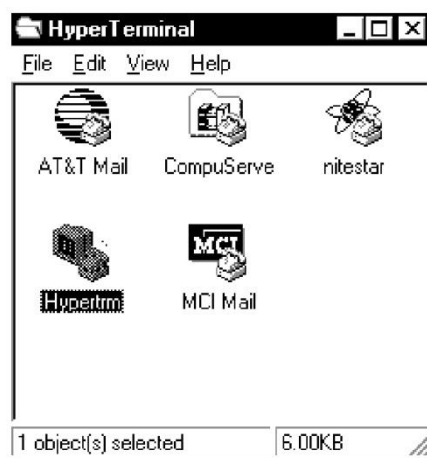 HyperTerminal
File Edit View Help
MCI
AT&T Mail CompuServe nitestar
Hypertrm MCI Mail
1 object(s) selected 6.00KB